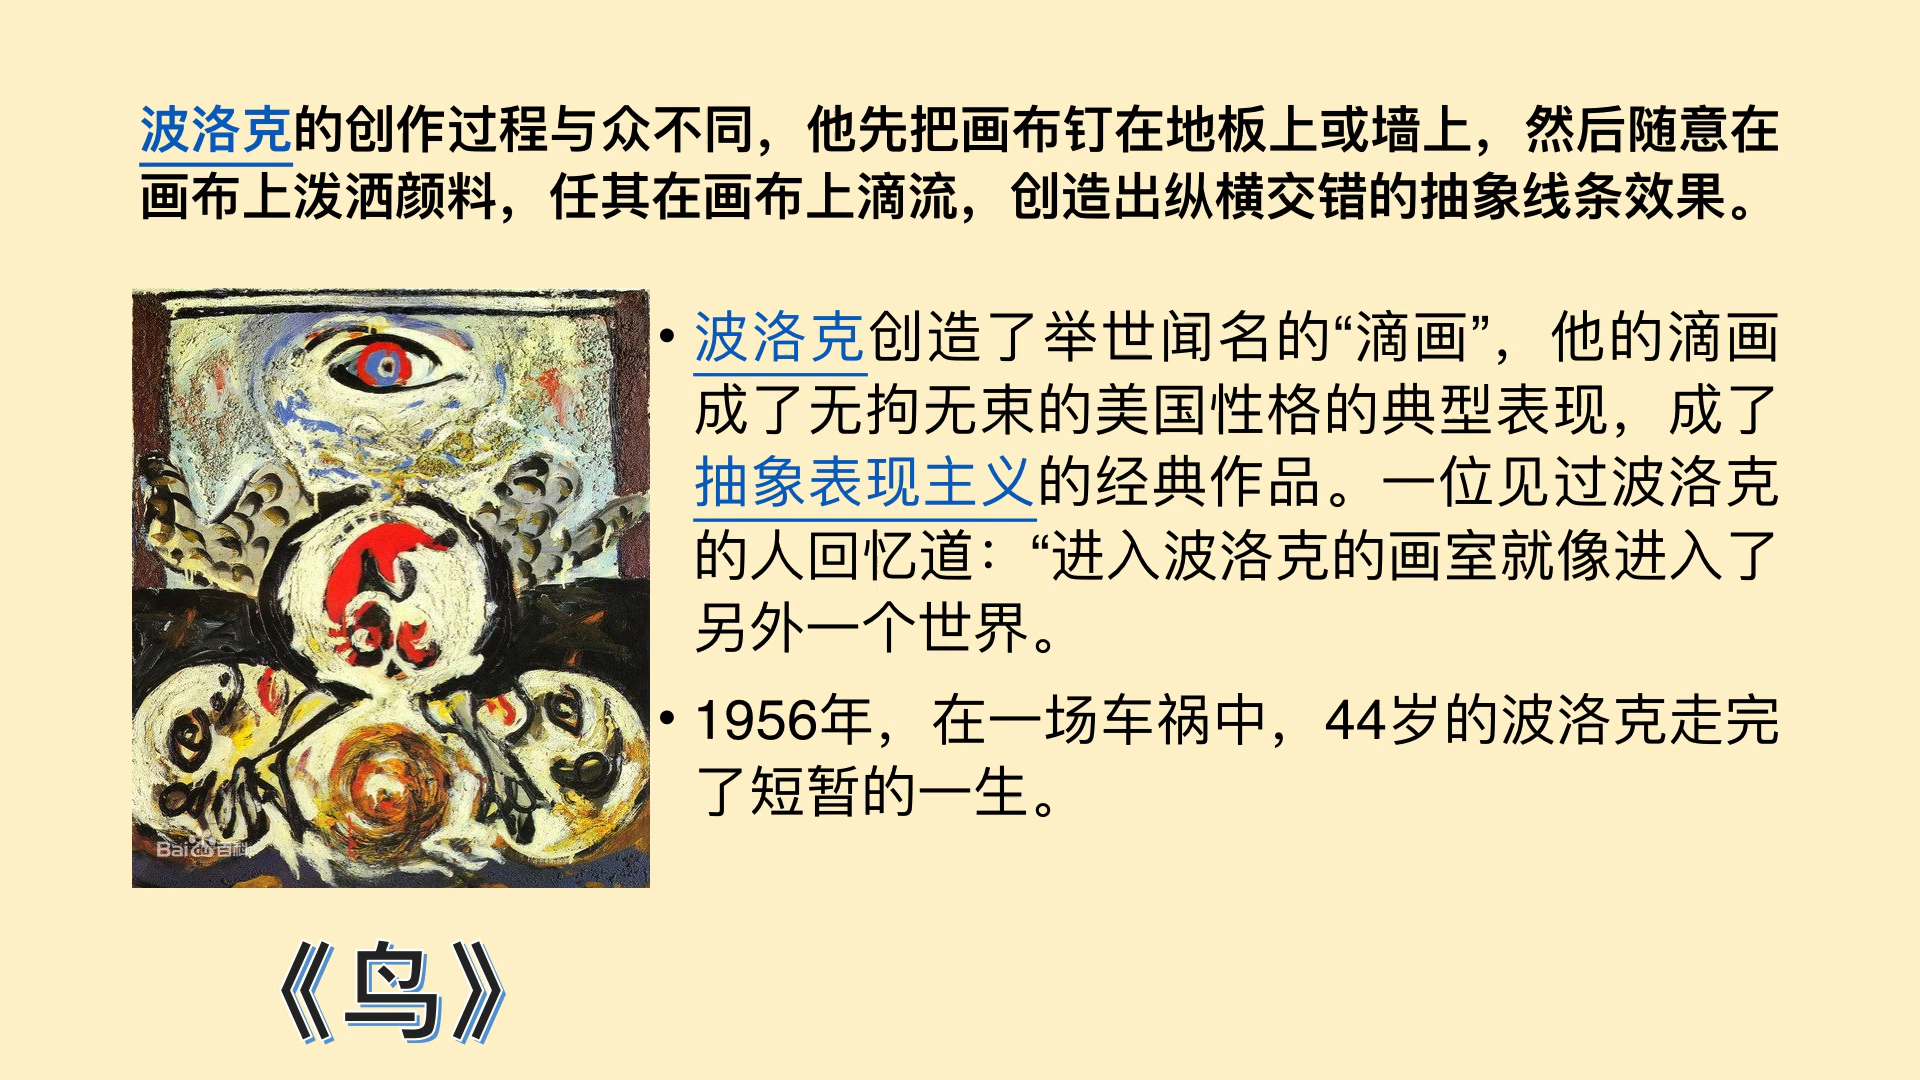 波洛克的创作过程与众不同，他先把画布钉在地板上或墙上，然后随意在
画布上泼洒颜料，任其在画布上滴流，创造出纵横交错的抽象线条效果。
• 波洛克创造了举世闻名的“滴画”，他的滴画
成了无拘无束的美国性格的典型表现，成了
抽象表现主义的经典作品。一位见过波洛克
的人回忆道：“进入波洛克的画室就像进入了
另外一个世界。
• 1956年，在一场车祸中，44岁的波洛克走完
了短暂的一生。
Bai百科
《鸟》